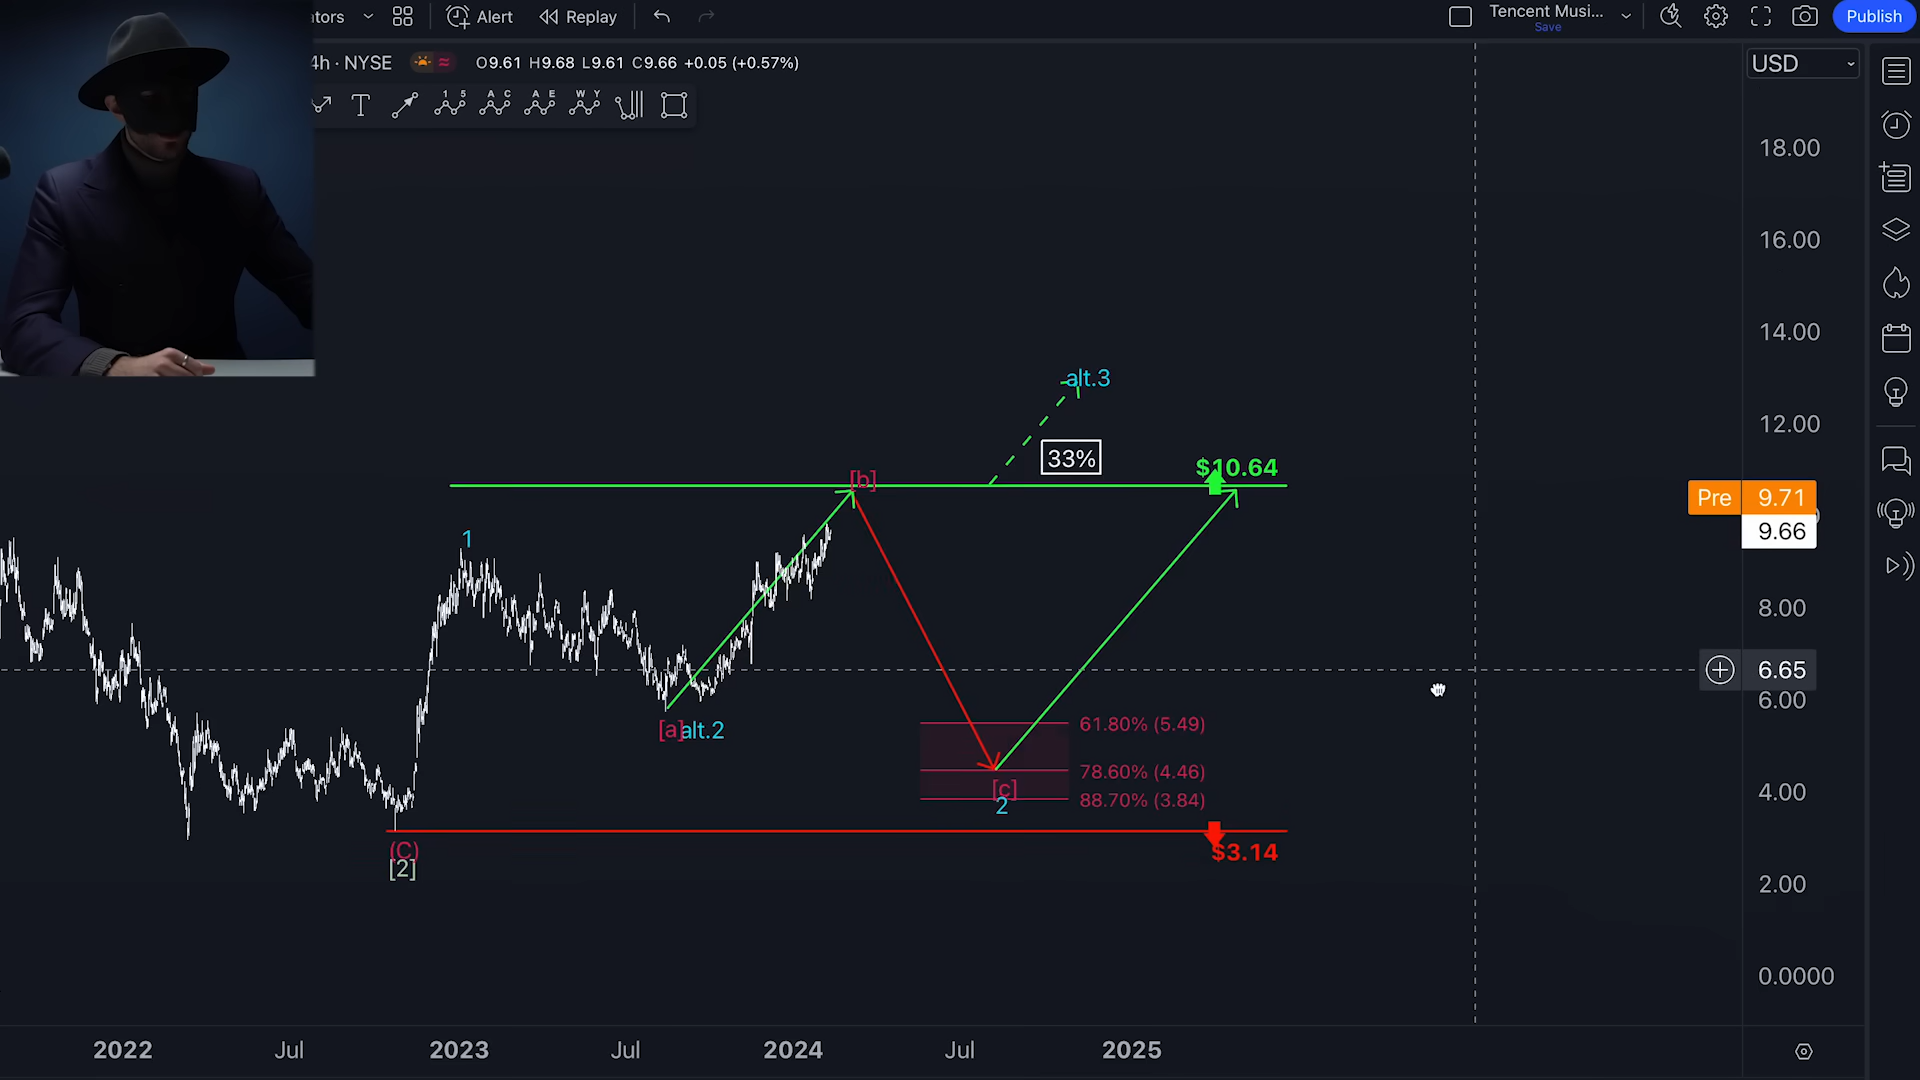 ators Alert Replay Tencent Musi... Publish
Save
4h · NYSE O9.61 H9.68 L9.61 C9.66 +0.05 (+0.57%) USD
T 1 5 A C A E W Y
18.00
16.00
14.00
alt.3
12.00
33%
$10.64
[b]
Pre 9.71
9.66
1
8.00
6.65
6.00
[a] alt.2
61.80% (5.49)
78.60% (4.46)
[c]
88.70% (3.84)
2
4.00
(C)
$3.14
[2]
2.00
0.0000
2022 Jul 2023 Jul 2024 Jul 2025